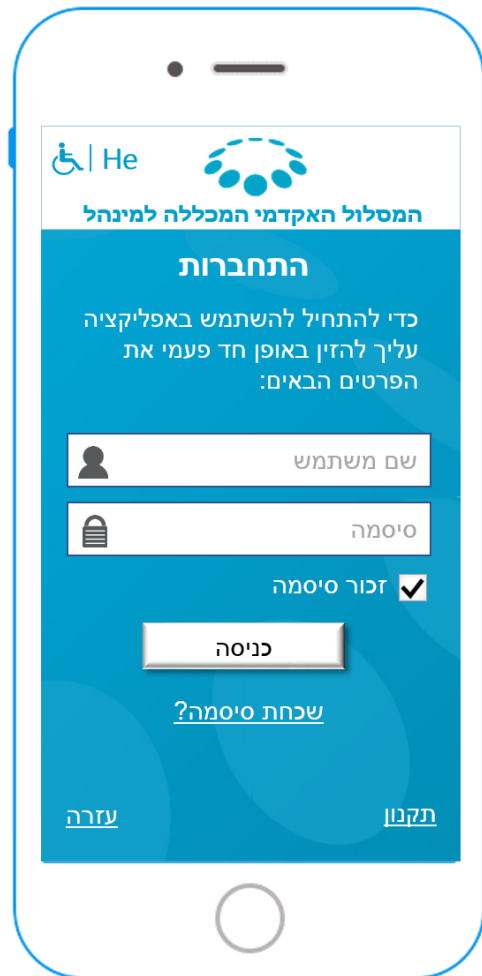 He
המסלול האקדמי המכללה למינהל
התחברות
כדי להתחיל להשתמש באפליקציה
עליך להזין באופן חד פעמי את
הפרטים הבאים:
שם משתמש
סיסמה
זכור סיסמה
כניסה
שכחת סיסמה?
תקנון
עזרה